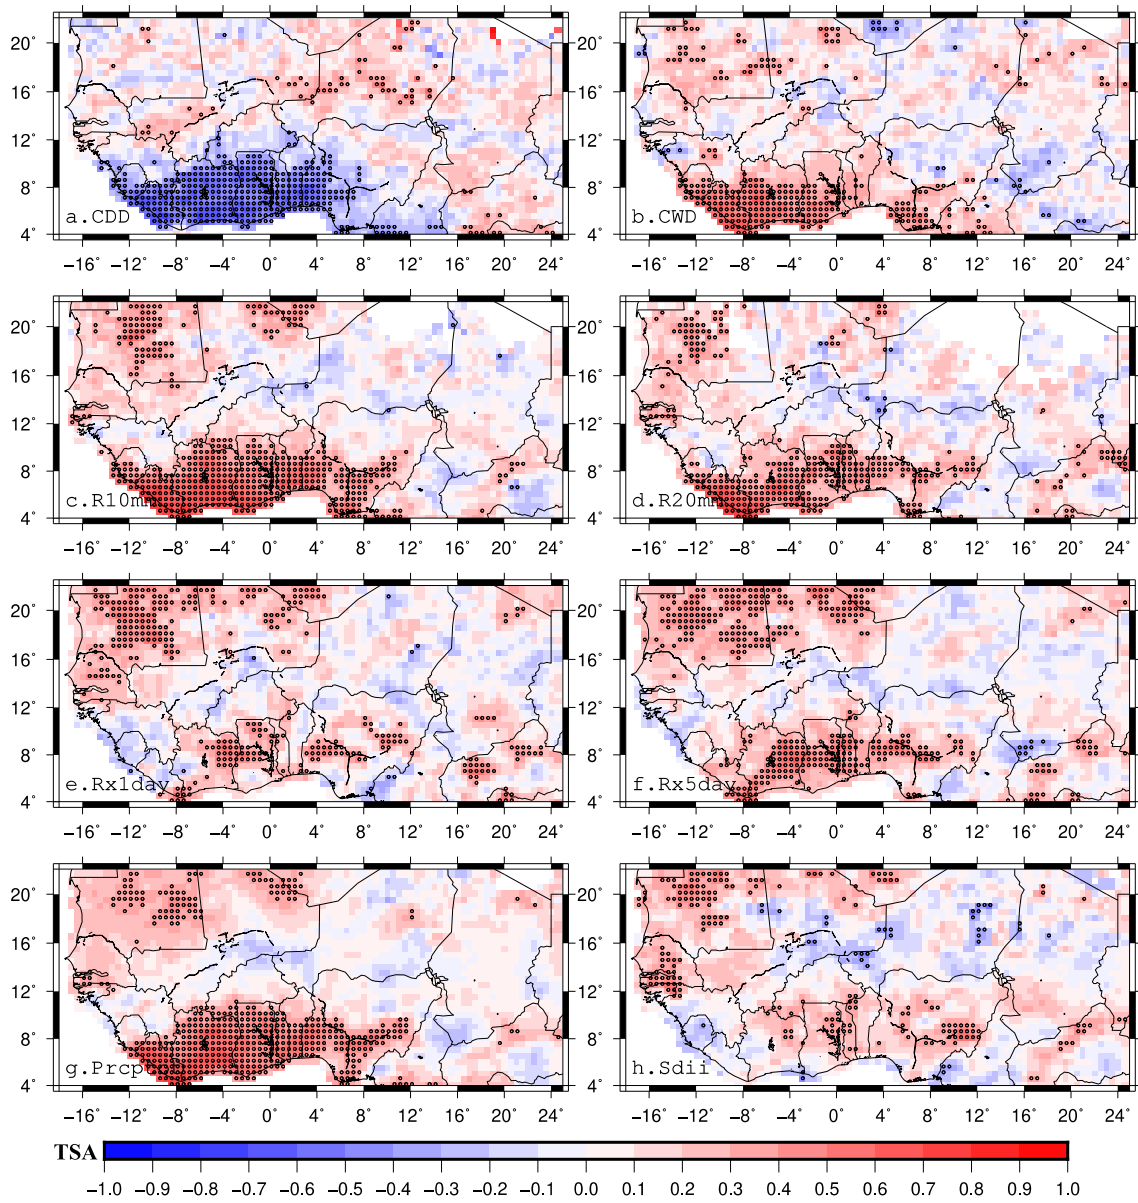 20° 20°
16° 16°
12° 12°
8° 8°
a.CDD b.CWD
4° 4°
−16° −12° −8° −4° 0° 4° 8° 12° 16° 20° 24° −16° −12° −8° −4° 0° 4° 8° 12° 16° 20° 24°
20° 20°
16° 16°
12° 12°
8° 8°
c.R10mm d.R20mm
4° 4°
−16° −12° −8° −4° 0° 4° 8° 12° 16° 20° 24° −16° −12° −8° −4° 0° 4° 8° 12° 16° 20° 24°
20° 20°
16° 16°
12° 12°
8° 8°
e.Rx1day f.Rx5day
4° 4°
−16° −12° −8° −4° 0° 4° 8° 12° 16° 20° 24° −16° −12° −8° −4° 0° 4° 8° 12° 16° 20° 24°
20° 20°
16° 16°
12° 12°
8° 8°
g.Prcp h.Sdii
4° 4°
−16° −12° −8° −4° 0° 4° 8° 12° 16° 20° 24° −16° −12° −8° −4° 0° 4° 8° 12° 16° 20° 24°
TSA
−1.0 −0.9 −0.8 −0.7 −0.6 −0.5 −0.4 −0.3 −0.2 −0.1 0.0 0.1 0.2 0.3 0.4 0.5 0.6 0.7 0.8 0.9 1.0